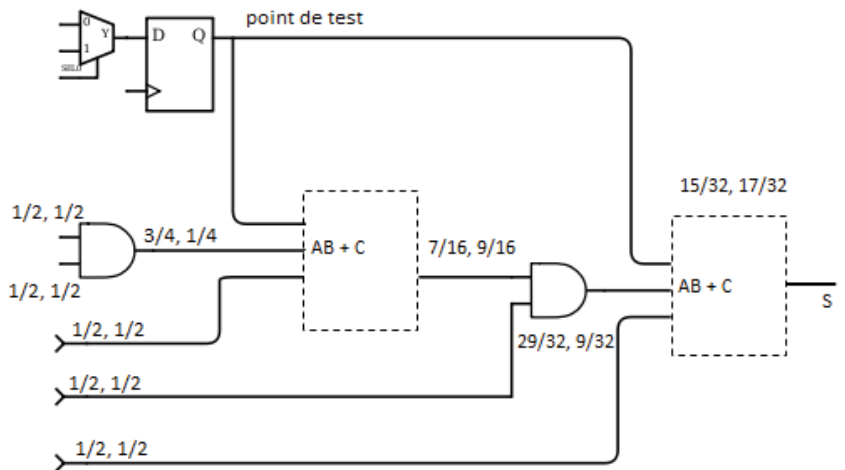 point de test
0
Y
1
SEL0
D Q
15/32, 17/32
1/2, 1/2
3/4, 1/4
AB + C
7/16, 9/16
AB + C
1/2, 1/2
S
1/2, 1/2
29/32, 9/32
1/2, 1/2
1/2, 1/2